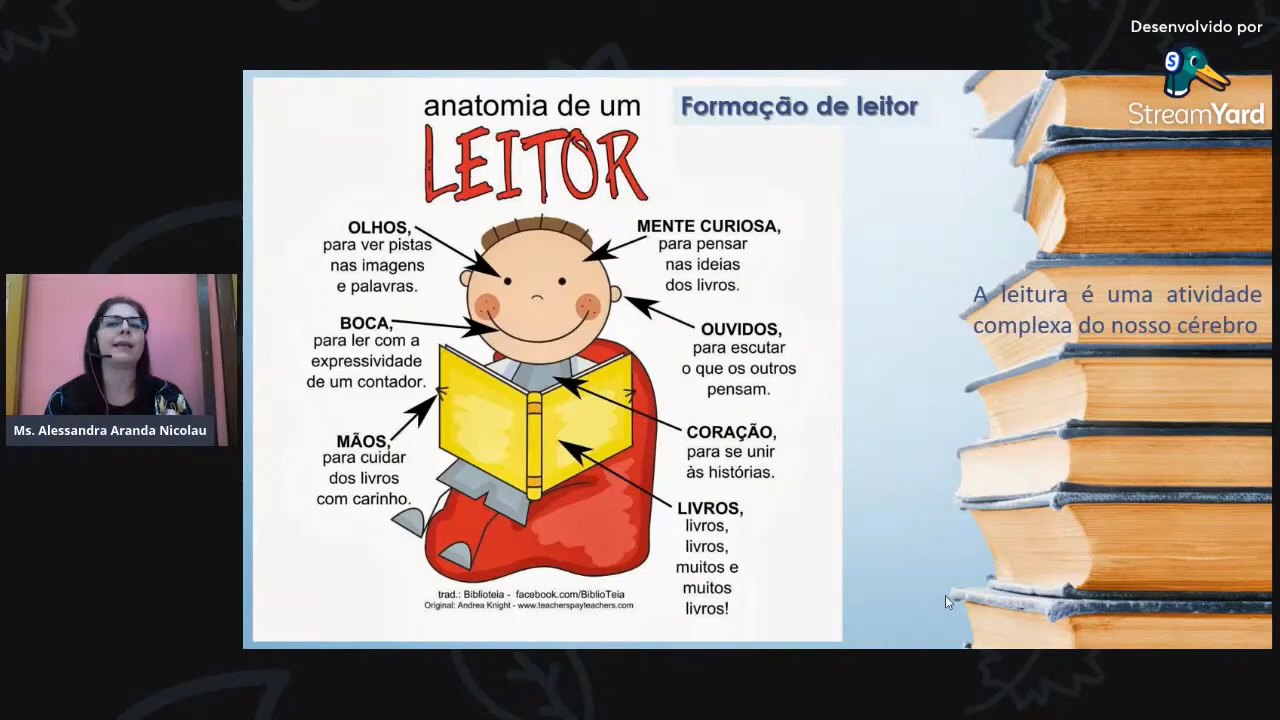 Desenvolvido por
StreamYard
anatomia de um
LEITOR
Formação de leitor
OLHOS,
para ver pistas
nas imagens
e palavras.
MENTE CURIOSA,
para pensar
nas ideias
dos livros.
BOCA,
para ler com a
expressividade
de um contador.
OUVIDOS,
para escutar
o que os outros
pensam.
MÃOS,
para cuidar
dos livros
com carinho.
CORAÇÃO,
para se unir
às histórias.
LIVROS,
livros,
livros,
muitos e
muitos
livros!
trad.: Biblioteia - facebook.com/BiblioTeia
Original: Andrea Knight - www.teacherspayteachers.com
A leitura é uma atividade
complexa do nosso cérebro
Ms. Alessandra Aranda Nicolau